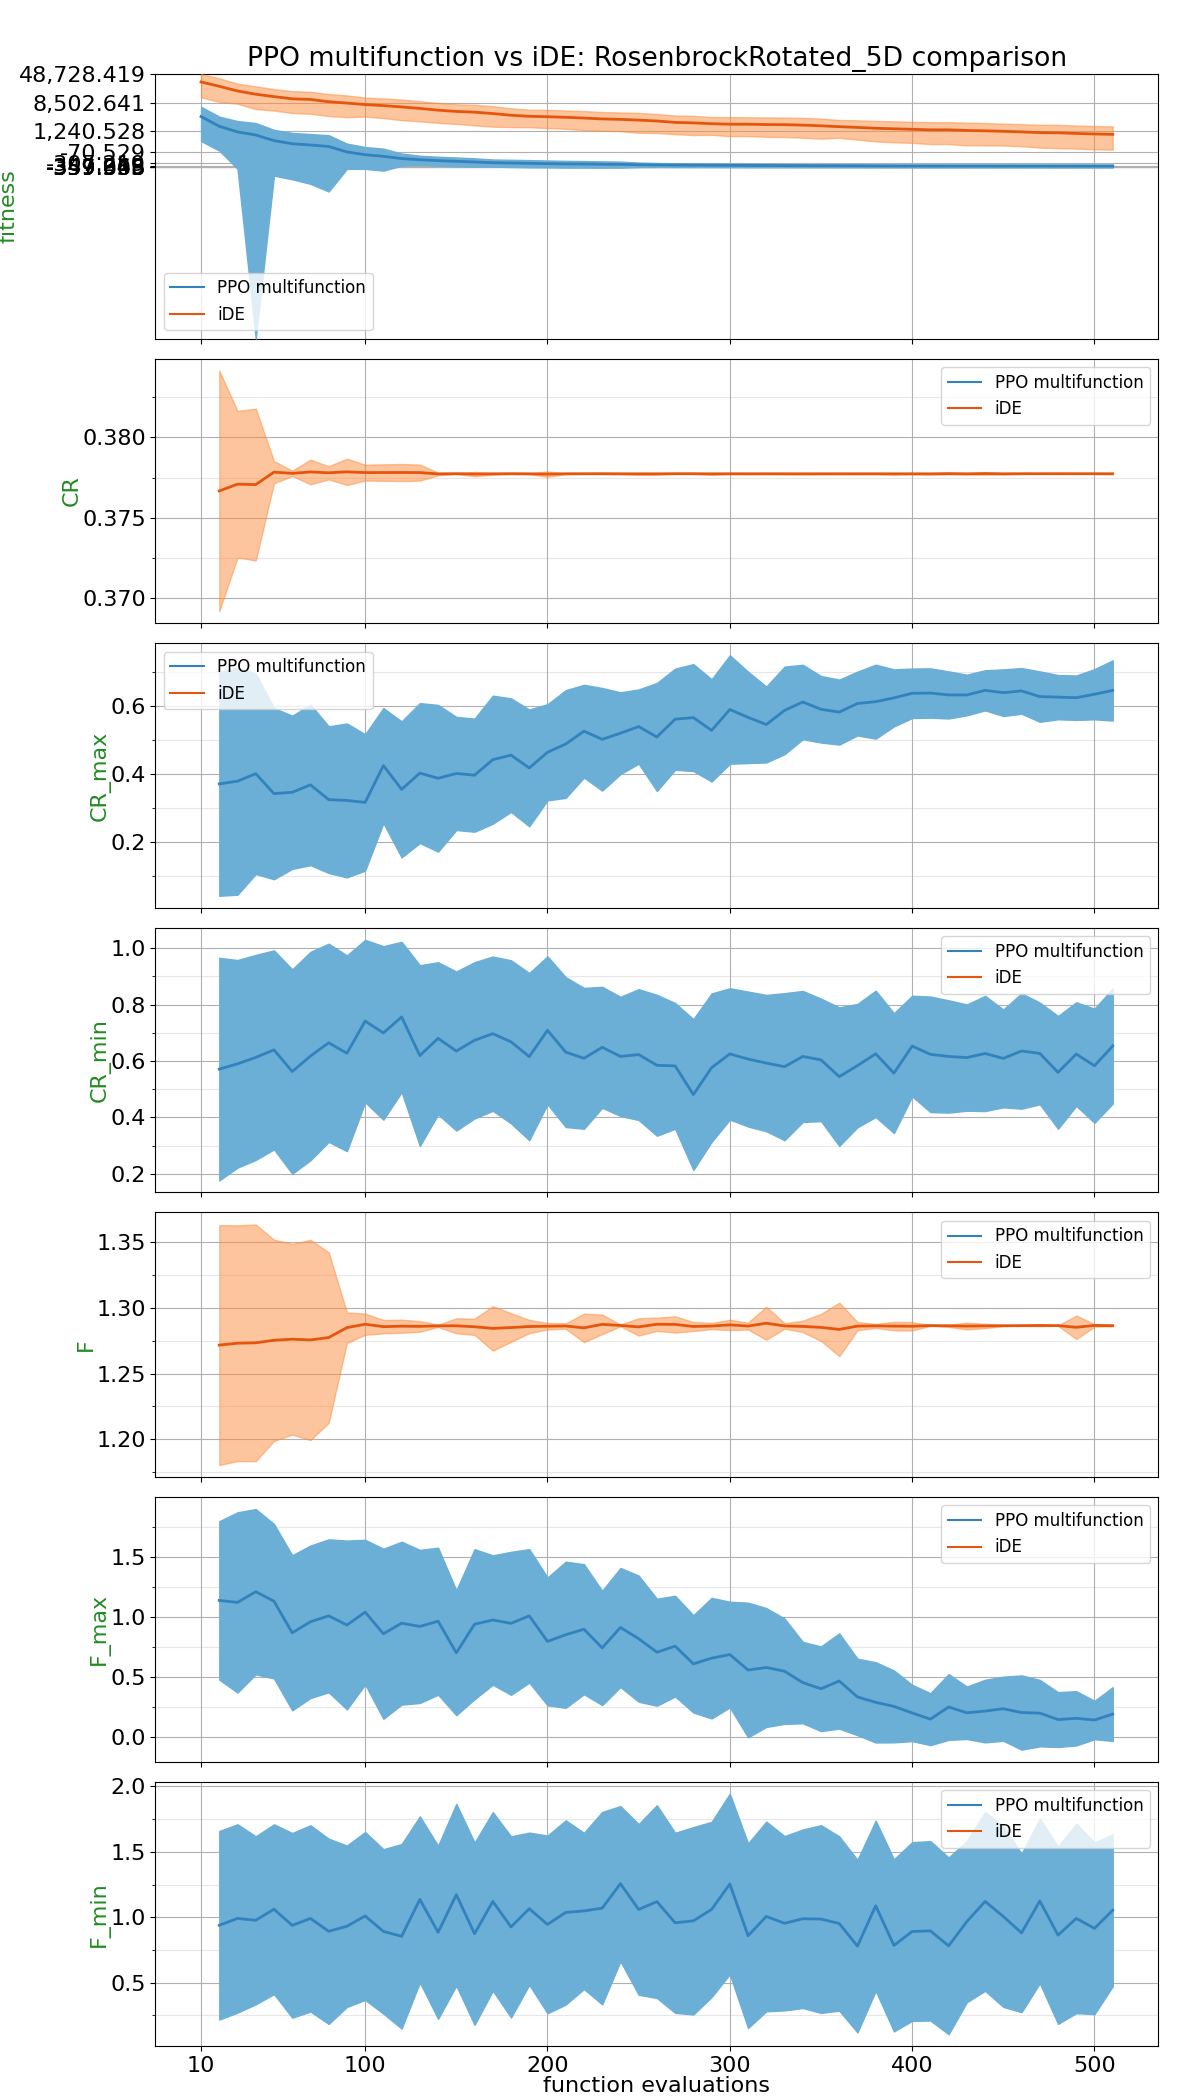 PPO multifunction vs iDE: RosenbrockRotated_5D comparison
48,728.419
8,502.641
1,240.528
-70.529
fitness
PPO multifunction
iDE
PPO multifunction
iDE
0.380
0.375
0.370
CR
PPO multifunction
iDE
0.6
0.4
0.2
CR_max
PPO multifunction
iDE
1.0
0.8
0.6
0.4
0.2
CR_min
PPO multifunction
iDE
1.35
1.30
1.25
1.20
F
PPO multifunction
iDE
1.5
1.0
0.5
0.0
F_max
PPO multifunction
iDE
2.0
1.5
1.0
0.5
F_min
10 100 200 300 400 500
function evaluations